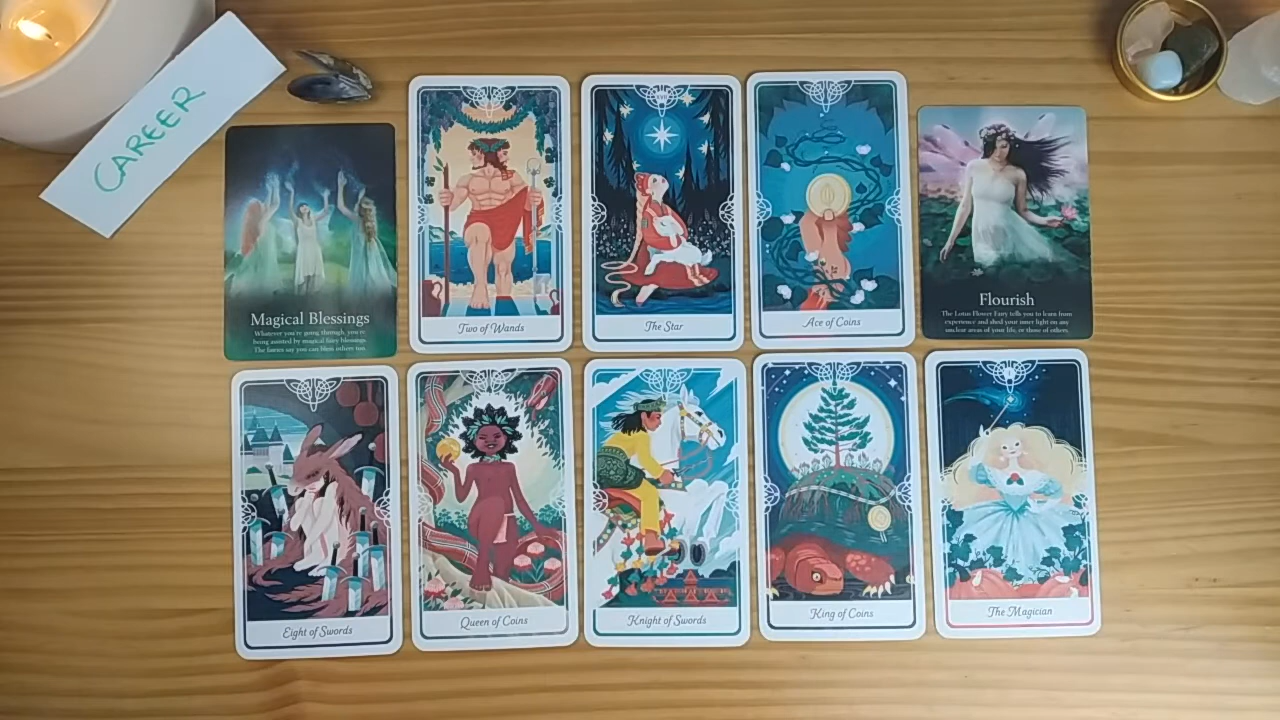 CAREER
Magical Blessings
Whatever you're going through, you're
being assisted by magical fairy blessings.
The fairies say you can bless others too.
Two of Wands
XVII
The Star
Ace of Coins
Flourish
The Lotus Flower Fairy tells you to learn from
experience and shed your inner light on any
unclear areas of your life, or those of others.
Eight of Swords
Queen of Coins
Knight of Swords
King of Coins
I
The Magician